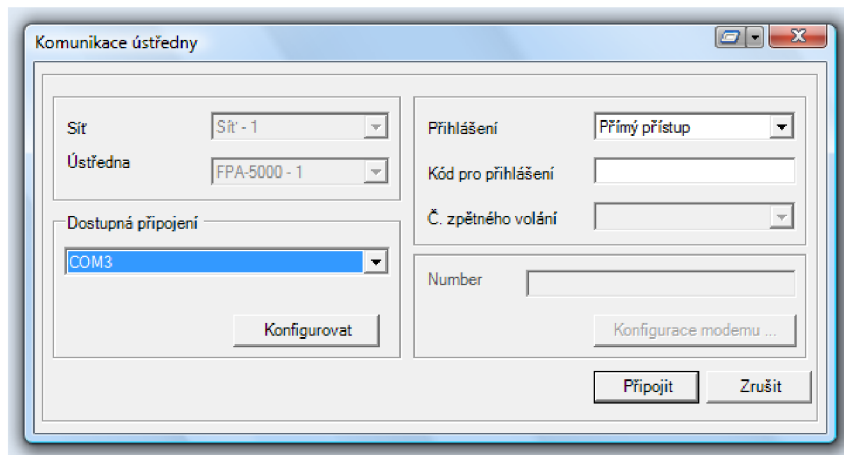 Komunikace ústředny
Síť
Síť - 1
Ústředna
FPA-5000 - 1
Dostupná připojení
COM3
Konfigurovat
Přihlášení
Přímý přístup
Kód pro přihlášení
Č. zpětného volání
Number
Konfigurace modemu ...
Připojit
Zrušit